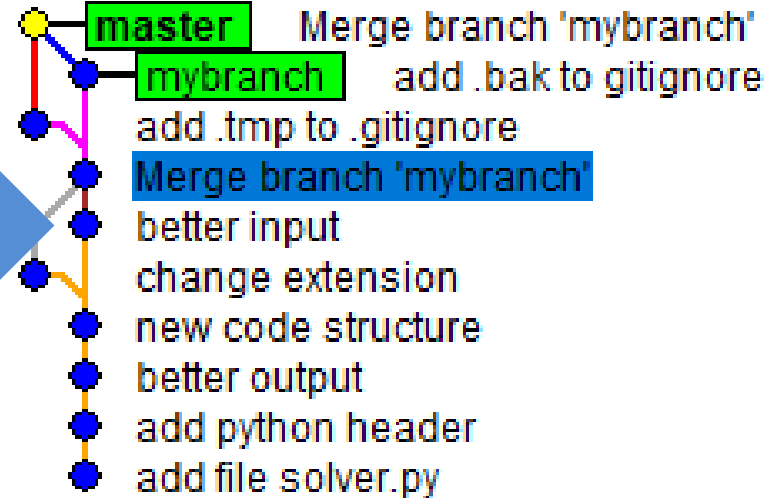 master Merge branch 'mybranch'
mybranch add .bak to gitignore
add .tmp to .gitignore
Merge branch 'mybranch'
better input
change extension
new code structure
better output
add python header
add file solver.py